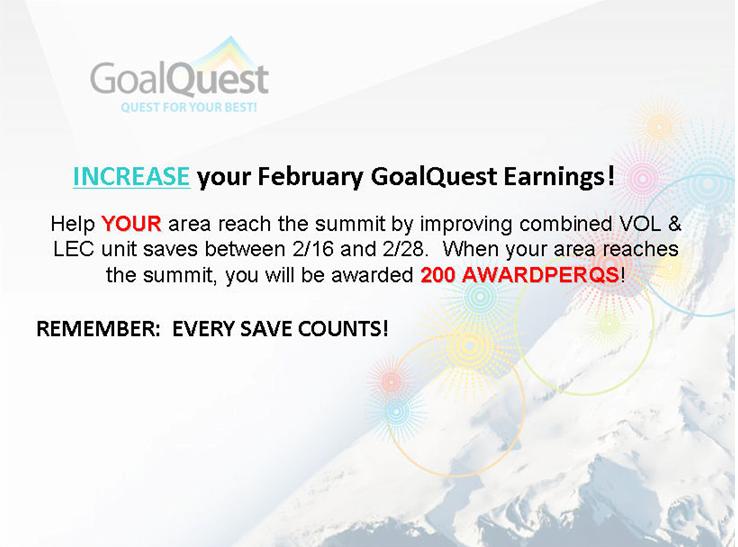 GoalQuest
QUEST FOR YOUR BEST!
INCREASE your February GoalQuest Earnings!
Help YOUR area reach the summit by improving combined VOL &
LEC unit saves between 2/16 and 2/28.  When your area reaches
the summit, you will be awarded 200 AWARDPERQS!
REMEMBER:  EVERY SAVE COUNTS!